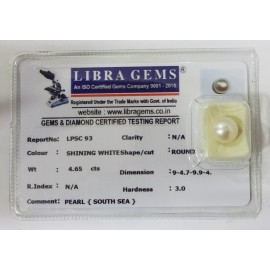 LIBRA GEMS
An ISO Certified Gems Company 9001 - 2015
Registered Under the Trade Marks with Govt. of India
website : www.libragems.com
GEMS & DIAMOND CERTIFIED TESTING REPORT
ReportNo: LPSC 93 Clarity : N/A
Colour : SHINING WHITE Shape/cut : ROUND
Wt : 4.65 cts Dimension : 9-4.7-9.9-4.
R.Index : N/A Hardness : 3.0
Comment : PEARL { SOUTH SEA }